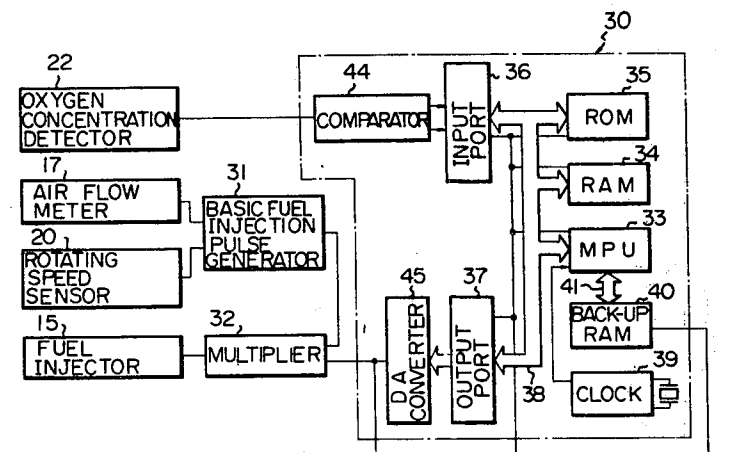 30
22
OXYGEN
CONCENTRATION
DETECTOR
44
COMPARATOR
36
INPUT
PORT
35
ROM
34
RAM
17
AIR FLOW
METER
31
BASIC FUEL
INJECTION
PULSE
GENERATOR
33
MPU
20
ROTATING
SPEED
SENSOR
41
40
BACK-UP
RAM
45
DA
CONVERTER
37
OUTPUT
PORT
38
15
FUEL
INJECTOR
32
MULTIPLIER
39
CLOCK